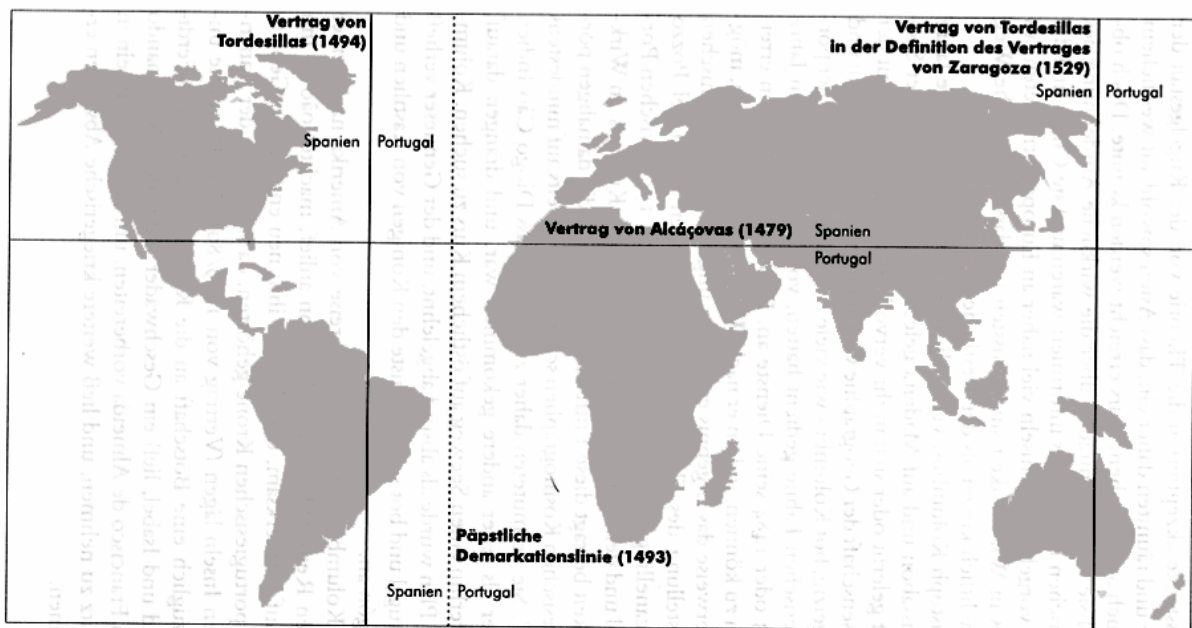 Vertrag von
Tordesillas (1494)
Spanien
Portugal
Vertrag von Tordesillas
in der Definition des Vertrages
von Zaragoza (1529)
Spanien
Portugal
Vertrag von Alcáçovas (1479)
Spanien
Portugal
Päpstliche
Demarkationslinie (1493)
Spanien
Portugal